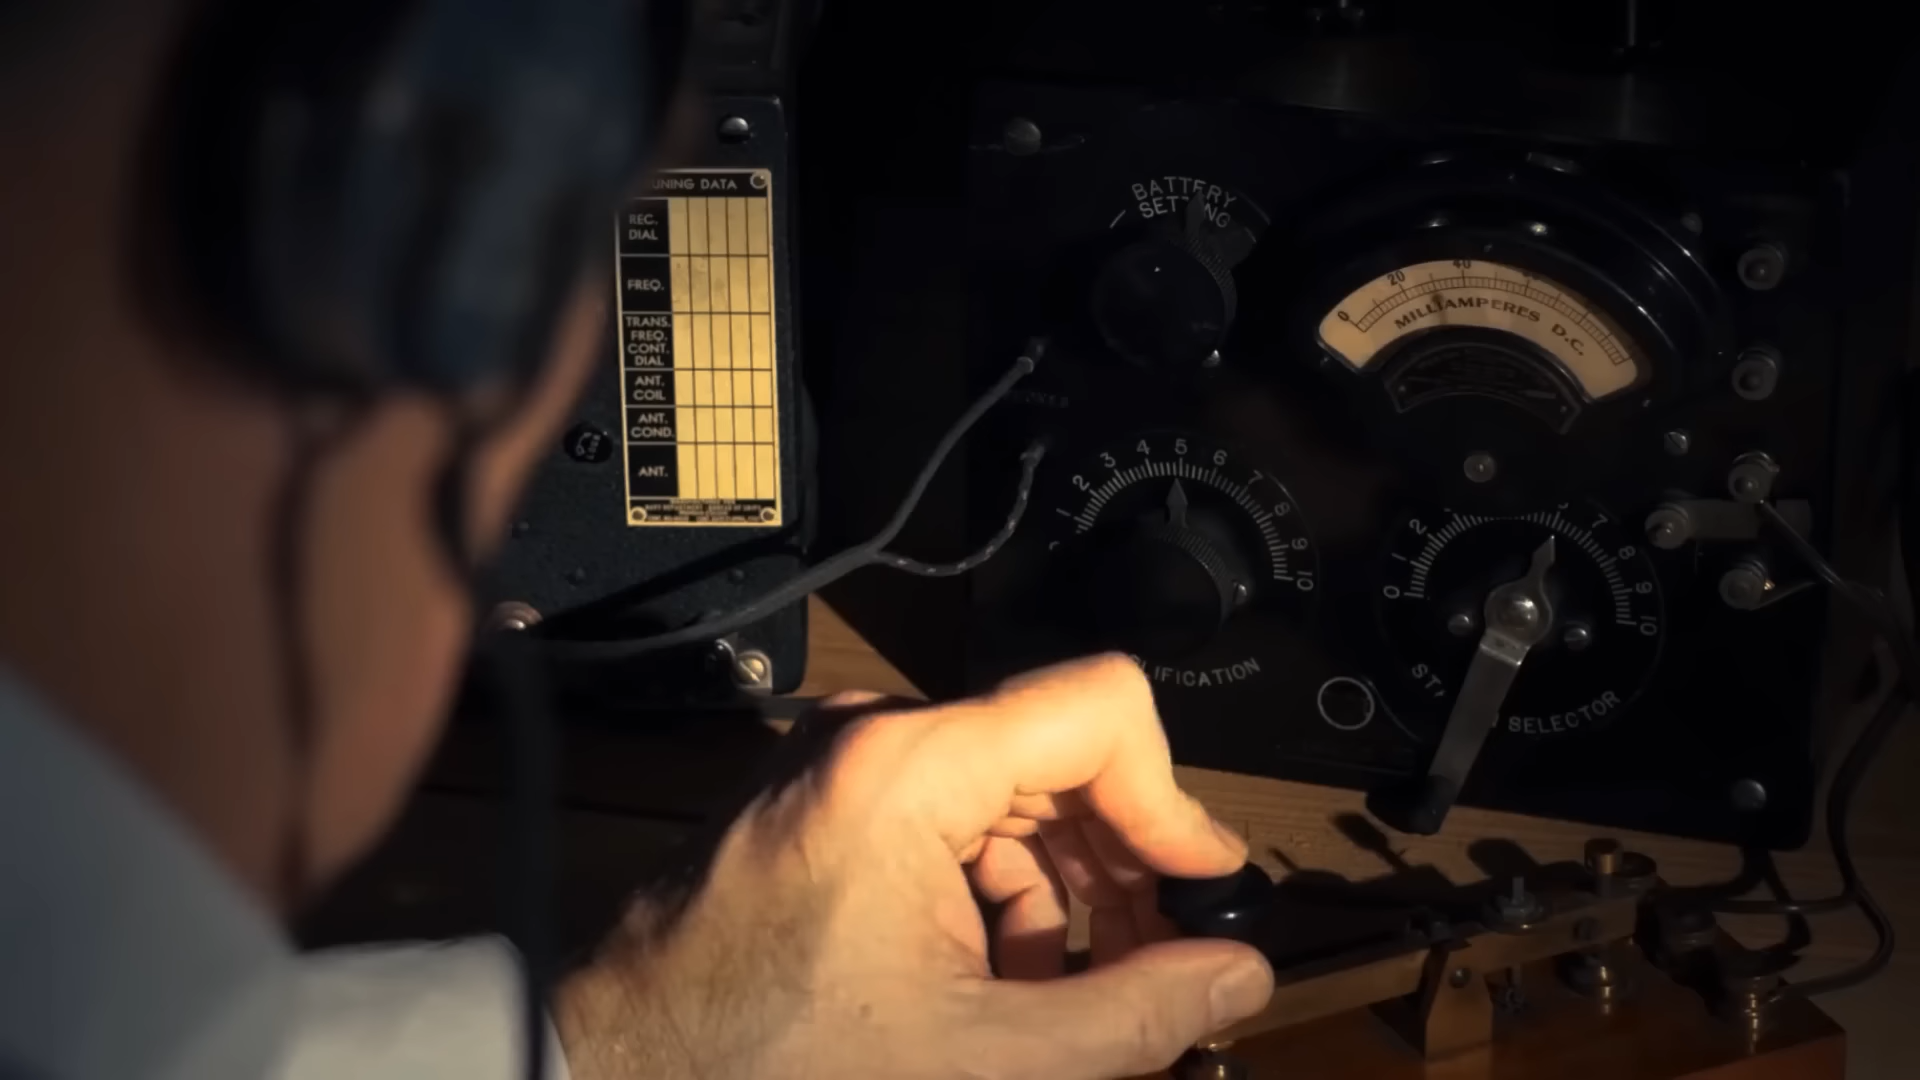 TUNING DATA
REC.
DIAL
FREQ.
TRANS.
FREQ.
CONT.
DIAL
ANT.
COIL
ANT.
COND.
ANT.
BATTERY
SETTING
0 20 40
MILLIAMPERES D.C.
1 2 3 4 5 6 7 8 9 10
LIFICATION
0 1 2 7 8 9 10
SELECTOR